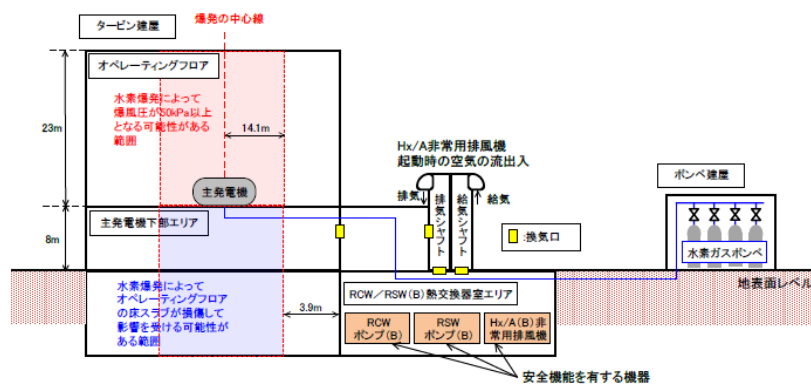 タービン建屋
爆発の中心線
オペレーティングフロア
水素爆発によって
爆風圧が50kPa以上
となる可能性がある
範囲
23m
14.1m
Hx/A非常用排風機
起動時の空気の流出入
主発電機
排気
排気シャフト
給気シャフト
給気
ボンベ建屋
主発電機下部エリア
8m
:換気口
水素ガスボンベ
地表面レベル
水素爆発によって
オペレーティングフロア
の床スラブが損傷して
影響を受ける可能性が
ある範囲
3.9m
RCW/RSW(B)熱交換器室エリア
RCW
ポンプ(B)
RSW
ポンプ(B)
Hx/A(B)非
常用排風機
安全機能を有する機器